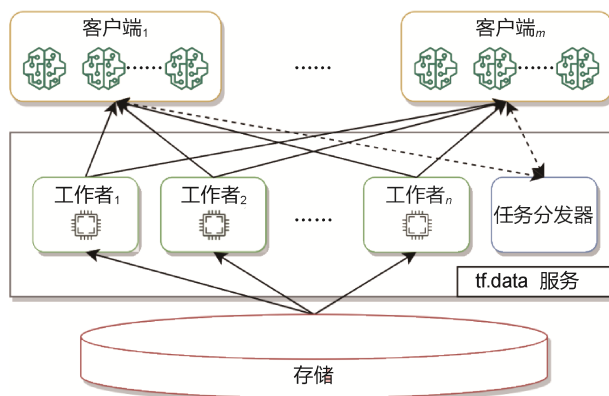 客户端1 客户端m
...... ...... ...... ......
......
工作者1 工作者2 工作者n 任务分发器
......
tf.data 服务
存储